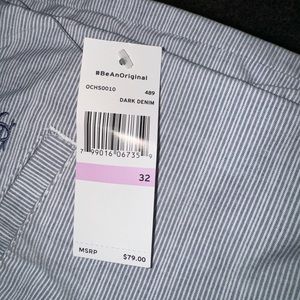 #BeAnOriginal
OCHS0010 489
DARK DENIM
7 99016 06735 9
32
MSRP $79.00